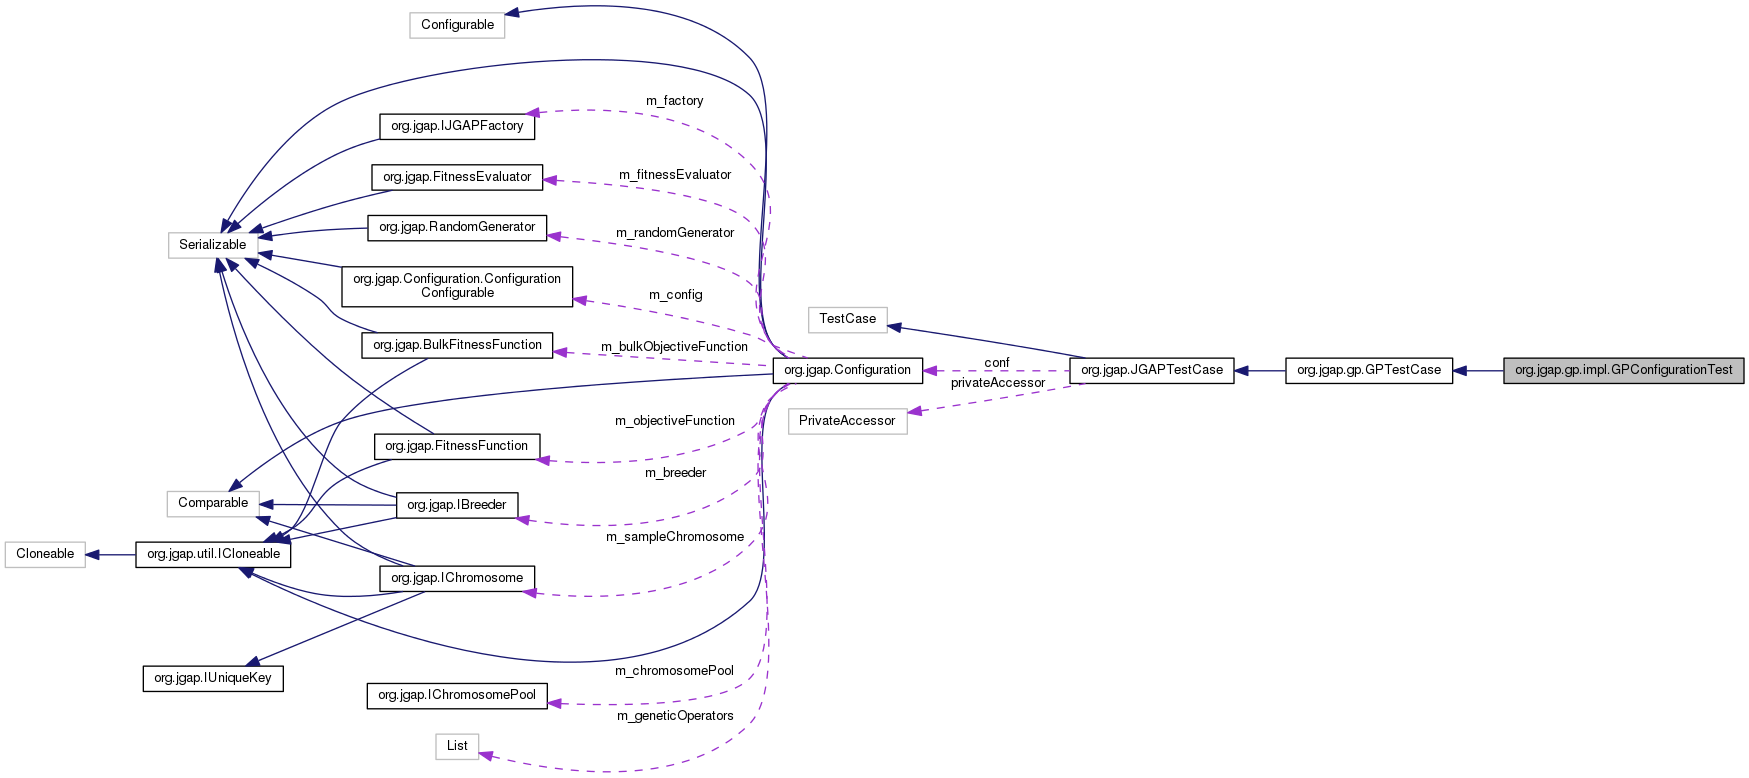 Configurable
m_factory
org.jgap.IJGAPFactory
m_fitnessEvaluator
org.jgap.FitnessEvaluator
org.jgap.RandomGenerator
m_randomGenerator
Serializable
org.jgap.Configuration.Configuration
Configurable
m_config
TestCase
org.jgap.BulkFitnessFunction
m_bulkObjectiveFunction
org.jgap.Configuration
conf
org.jgap.JGAPTestCase
org.jgap.gp.GPTestCase
org.jgap.gp.impl.GPConfigurationTest
privateAccessor
PrivateAccessor
m_objectiveFunction
org.jgap.FitnessFunction
m_breeder
Comparable
org.jgap.IBreeder
m_sampleChromosome
Cloneable
org.jgap.util.ICloneable
org.jgap.IChromosome
m_chromosomePool
org.jgap.IUniqueKey
org.jgap.IChromosomePool
m_geneticOperators
List